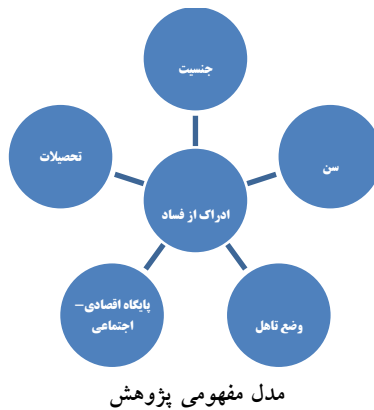 جنسیت
تحصیلات
سن
ادراک از فساد
پایگاه اقتصادی–
اجتماعی
وضع تاهل
مدل مفهومی پژوهش